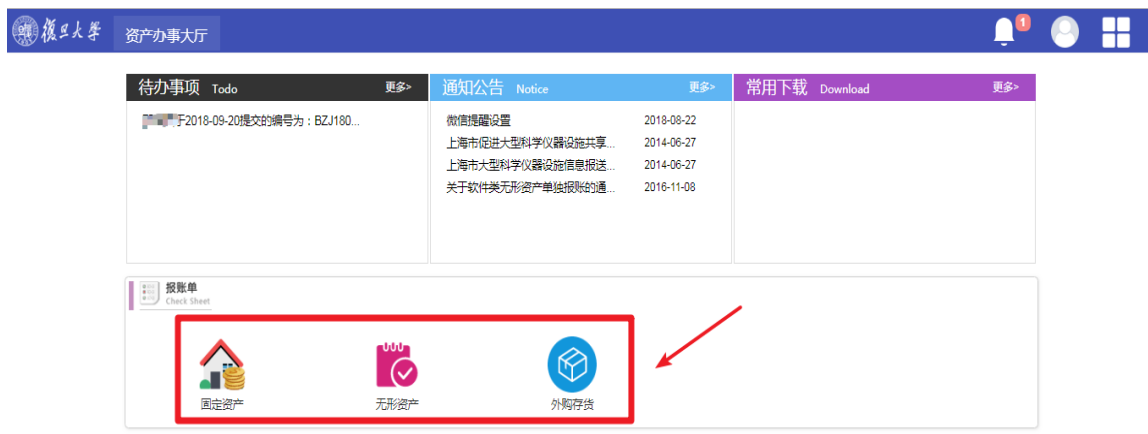 復旦大學 资产办事大厅 1
待办事项 Todo 更多>
于2018-09-20提交的编号为：BZJ180...
通知公告 Notice 更多>
微信提醒设置 2018-08-22
上海市促进大型科学仪器设施共享... 2014-06-27
上海市大型科学仪器设施信息报送... 2014-06-27
关于软件类无形资产单独报账的通... 2016-11-08
常用下载 Download 更多>
报账单
Check Sheet
固定资产 无形资产 外购存货